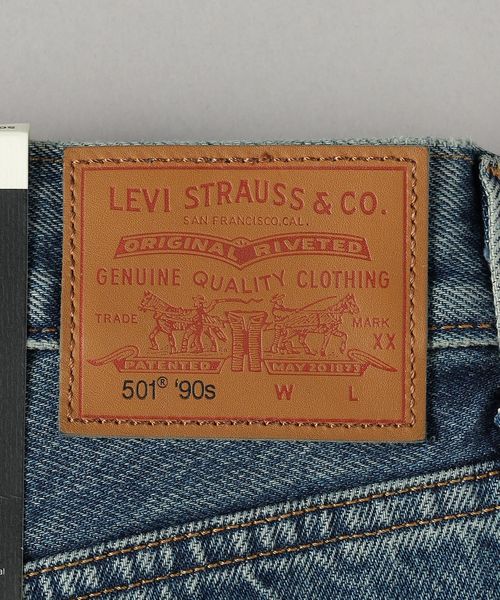 LEVI STRAUSS & CO.
SAN FRANCISCO, CAL.
ORIGINAL RIVETED
GENUINE QUALITY CLOTHING
TRADE MARK
XX
PATENTED MAY 20 1873
501® '90s W L